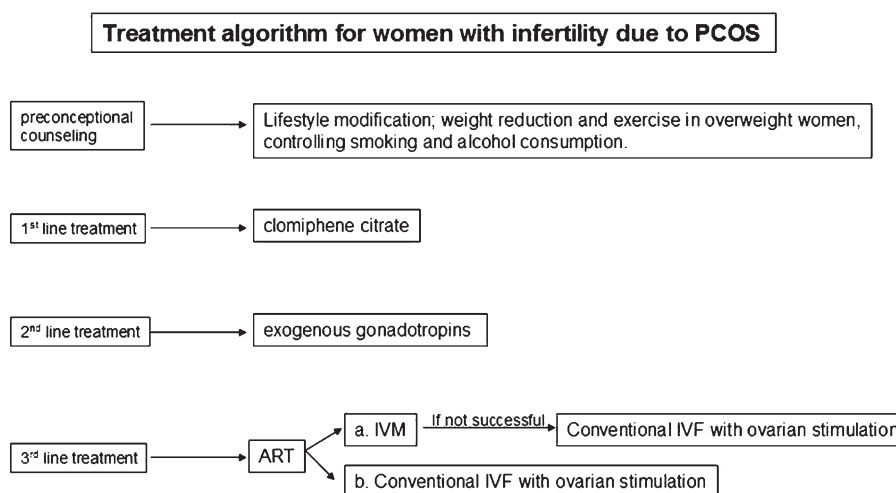 Treatment algorithm for women with infertility due to PCOS
preconceptional
counseling
Lifestyle modification; weight reduction and exercise in overweight women,
controlling smoking and alcohol consumption.
1st line treatment
clomiphene citrate
2nd line treatment
exogenous gonadotropins
3rd line treatment
ART
a. IVM
If not successful
Conventional IVF with ovarian stimulation
b. Conventional IVF with ovarian stimulation